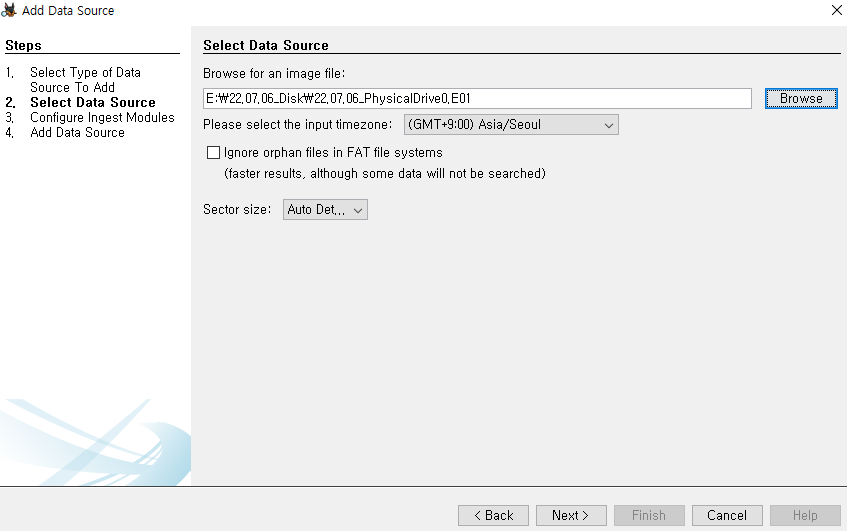 Add Data Source
Steps
1. Select Type of Data
Source To Add
2. Select Data Source
3. Configure Ingest Modules
4. Add Data Source
Select Data Source
Browse for an image file:
E:₩22.07.06_Disk₩22.07.06_PhysicalDrive0.E01
Browse
Please select the input timezone:
(GMT+9:00) Asia/Seoul
Ignore orphan files in FAT file systems
(faster results, although some data will not be searched)
Sector size:
Auto Det...
< Back
Next >
Finish
Cancel
Help